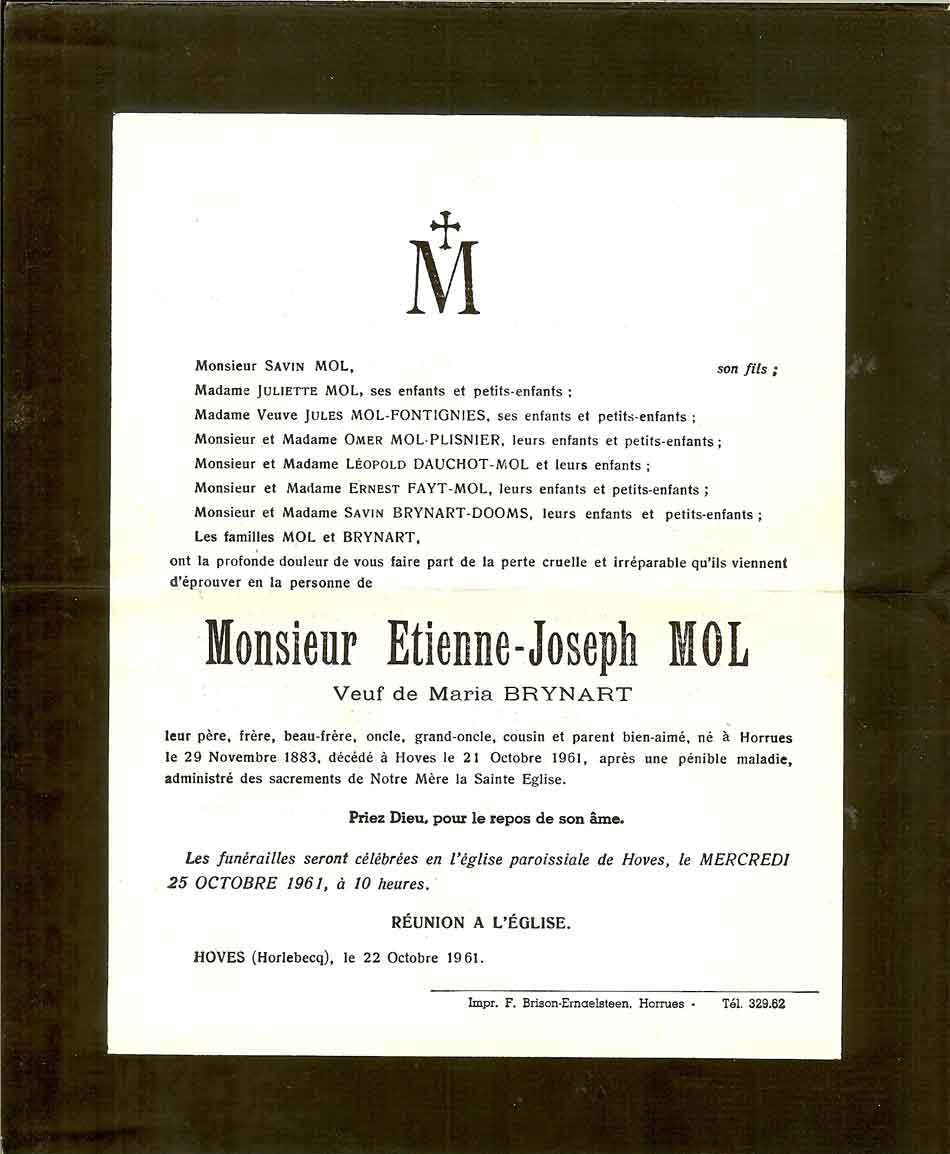 M
Monsieur SAVIN MOL, son fils ;
Madame JULIETTE MOL, ses enfants et petits-enfants ;
Madame Veuve JULES MOL-FONTIGNIES, ses enfants et petits-enfants ;
Monsieur et Madame OMER MOL-PLISNIER, leurs enfants et petits-enfants ;
Monsieur et Madame LÉOPOLD DAUCHOT-MOL et leurs enfants ;
Monsieur et Madame ERNEST FAYT-MOL, leurs enfants et petits-enfants ;
Monsieur et Madame SAVIN BRYNART-DOOMS, leurs enfants et petits-enfants ;
Les familles MOL et BRYNART,
ont la profonde douleur de vous faire part de la perte cruelle et irréparable qu'ils viennent
d'éprouver en la personne de
Monsieur Etienne-Joseph MOL
Veuf de Maria BRYNART
leur père, frère, beau-frère, oncle, grand-oncle, cousin et parent bien-aimé, né à Horrues
le 29 Novembre 1883, décédé à Hoves le 21 Octobre 1961, après une pénible maladie,
administré des sacrements de Notre Mère la Sainte Eglise.
Priez Dieu, pour le repos de son âme.
Les funérailles seront célébrées en l'église paroissiale de Hoves, le MERCREDI
25 OCTOBRE 1961, à 10 heures.
RÉUNION A L'ÉGLISE.
HOVES (Horlebecq), le 22 Octobre 1961.
Impr. F. Brison-Ernaelsteen, Horrues - Tél. 329.62